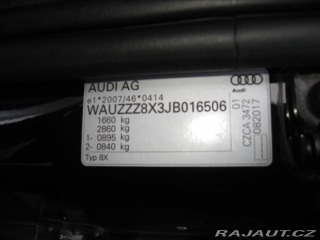 AUDI AG
e1*2007/46*0414
WAUZZZ8X3JB016506
1660 kg
2860 kg
1- 0895 kg
2- 0840 kg
Typ 8X
Audi
01
CZCA 3472
082017
RAJAUT.CZ